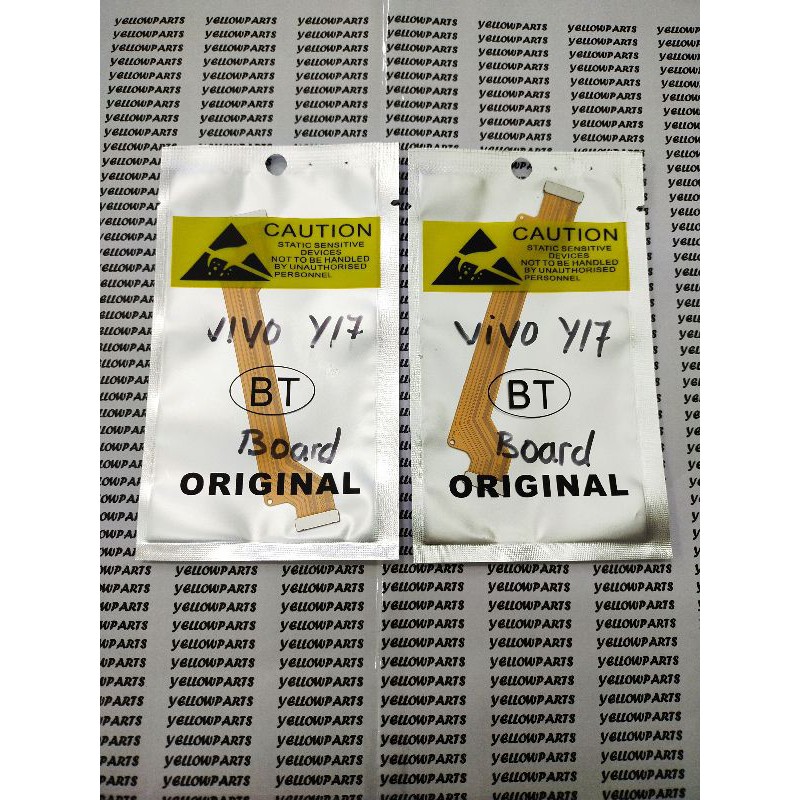 yellowPARTS
CAUTION
STATIC SENSITIVE
DEVICES
NOT TO BE HANDLED
BY UNAUTHORISED
PERSONNEL
VIVO Y17
BT
Board
ORIGINAL
CAUTION
STATIC SENSITIVE
DEVICES
NOT TO BE HANDLED
BY UNAUTHORISED
PERSONNEL
VIVO Y17
BT
Board
ORIGINAL